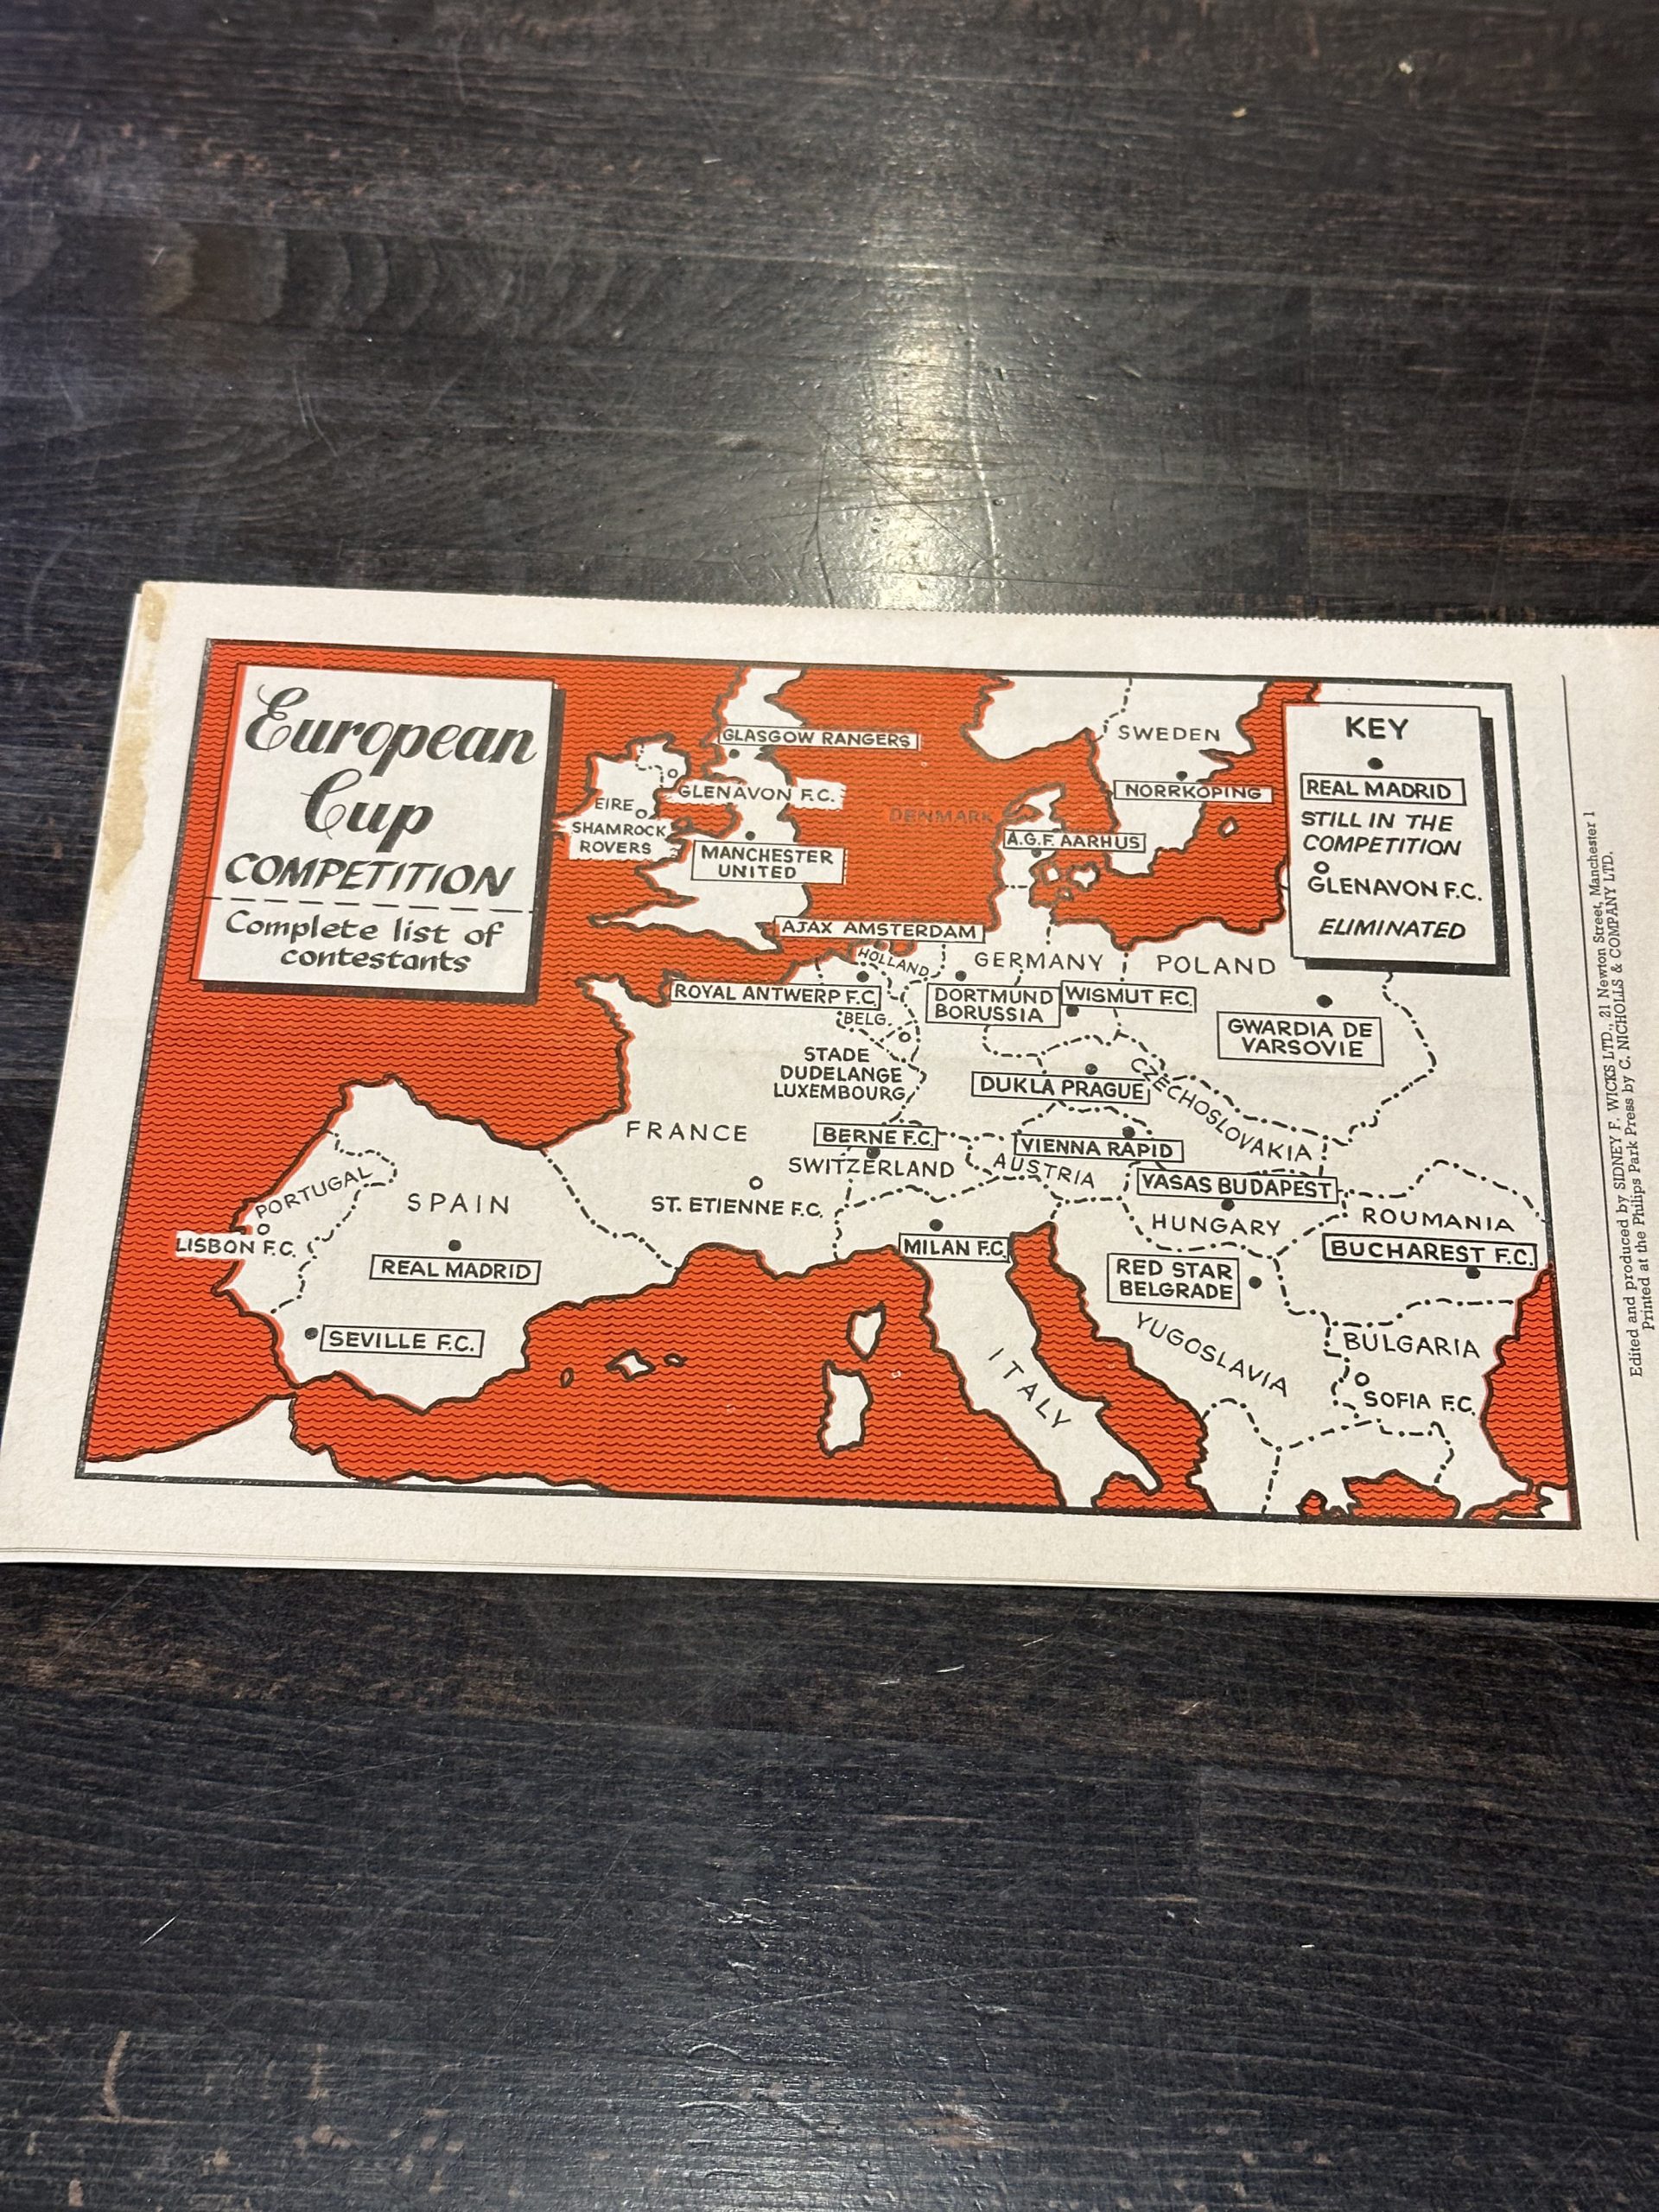 European
Cup
COMPETITION
Complete list of
contestants
GLASGOW RANGERS
GLENAVON F.C.
EIRE
SHAMROCK
ROVERS
MANCHESTER
UNITED
DENMARK
SWEDEN
NORRKÖPING
A.G.F. AARHUS
KEY
REAL MADRID
STILL IN THE
COMPETITION
GLENAVON F.C.
ELIMINATED
AJAX AMSTERDAM
HOLLAND
GERMANY
POLAND
ROYAL ANTWERP F.C.
BELG.
DORTMUND
BORUSSIA
WISMUT F.C.
GWARDIA DE
VARSOVIE
STADE
DUDELANGE
LUXEMBOURG
DUKLA PRAGUE
CZECHOSLOVAKIA
FRANCE
BERNE F.C.
SWITZERLAND
VIENNA RAPID
AUSTRIA
VASAS BUDAPEST
HUNGARY
ROUMANIA
BUCHAREST F.C.
ST. ETIENNE F.C.
PORTUGAL
LISBON F.C.
SPAIN
REAL MADRID
SEVILLE F.C.
MILAN F.C.
ITALY
RED STAR
BELGRADE
YUGOSLAVIA
BULGARIA
SOFIA F.C.
Edited and produced by SIDNEY F. WICKS LTD., 21 Newton Street, Manchester 1
Printed at the Philips Park Press by C. NICHOLLS & COMPANY LTD.